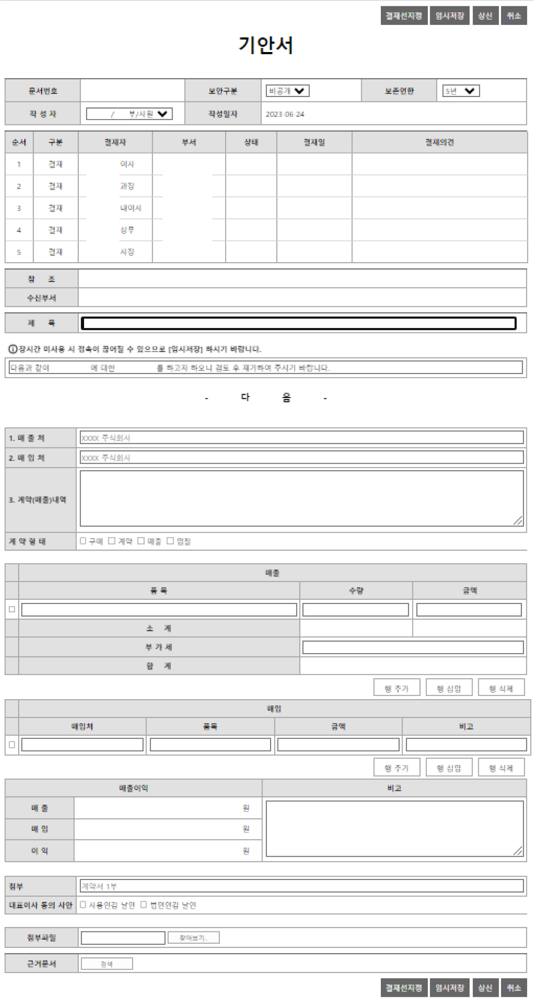 결재선지정 임시저장 상신 취소
기안서
문서번호 보안구분 비공개 보존연한 5년
작 성 자 / 부/사원 작성일자 2023-06-24
순서 구분 결재자 부서 상태 결재일 결재의견
1 결재 이사
2 결재 과장
3 결재 대이사
4 결재 상무
5 결재 사장
참 조
수신부서
제 목
ⓘ장시간 미사용 시 접속이 끊어질 수 있으므로 [임시저장] 하시기 바랍니다.
다음과 같이 에 대한 를 하고자 하오니 검토 후 재가하여 주시기 바랍니다.
- 다 음 -
1. 매 출 처 XXXX 주식회사
2. 매 입 처 XXXX 주식회사
3. 계약(매출)내역
계 약 형 태 구매 계약 매출 입찰
매출
품 목 수량 금액
소 계
부 가 세
합 계
행 추가 행 삽입 행 삭제
매입
매입처 품목 금액 비고
행 추가 행 삽입 행 삭제
매출이익 비고
매 출 원
매 입 원
이 익 원
첨부 계약서 1부
대표이사 동의 사안 사용인감 날인 법인인감 날인
첨부파일 찾아보기..
근거문서 검색
결재선지정 임시저장 상신 취소